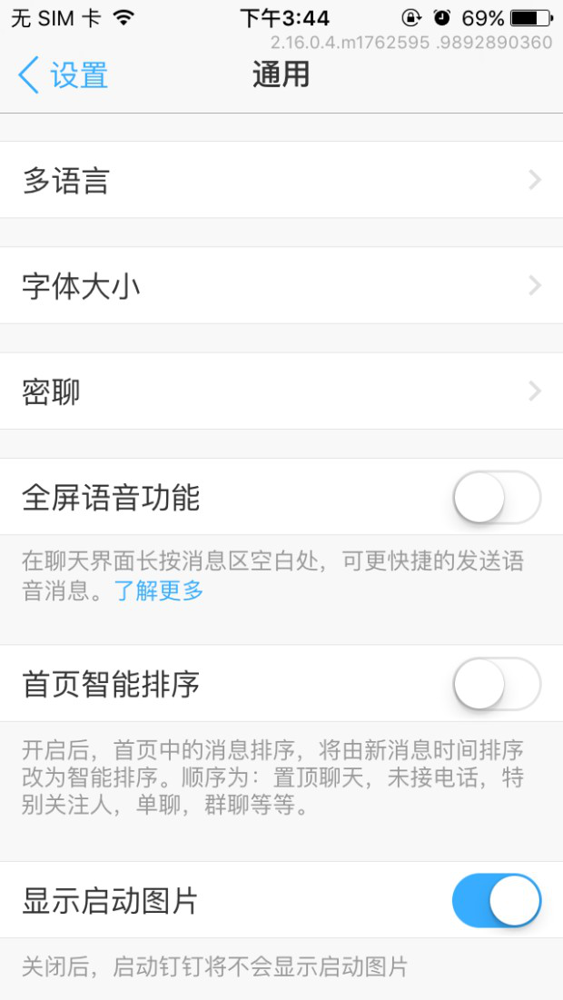 无 SIM 卡 下午3:44 69%
2.16.0.4.m1762595 .9892890360
设置 通用
多语言
字体大小
密聊
全屏语音功能
在聊天界面长按消息区空白处，可更快捷的发送语
音消息。了解更多
首页智能排序
开启后，首页中的消息排序，将由新消息时间排序
改为智能排序。顺序为：置顶聊天，未接电话，特
别关注人，单聊，群聊等等。
显示启动图片
关闭后，启动钉钉将不会显示启动图片